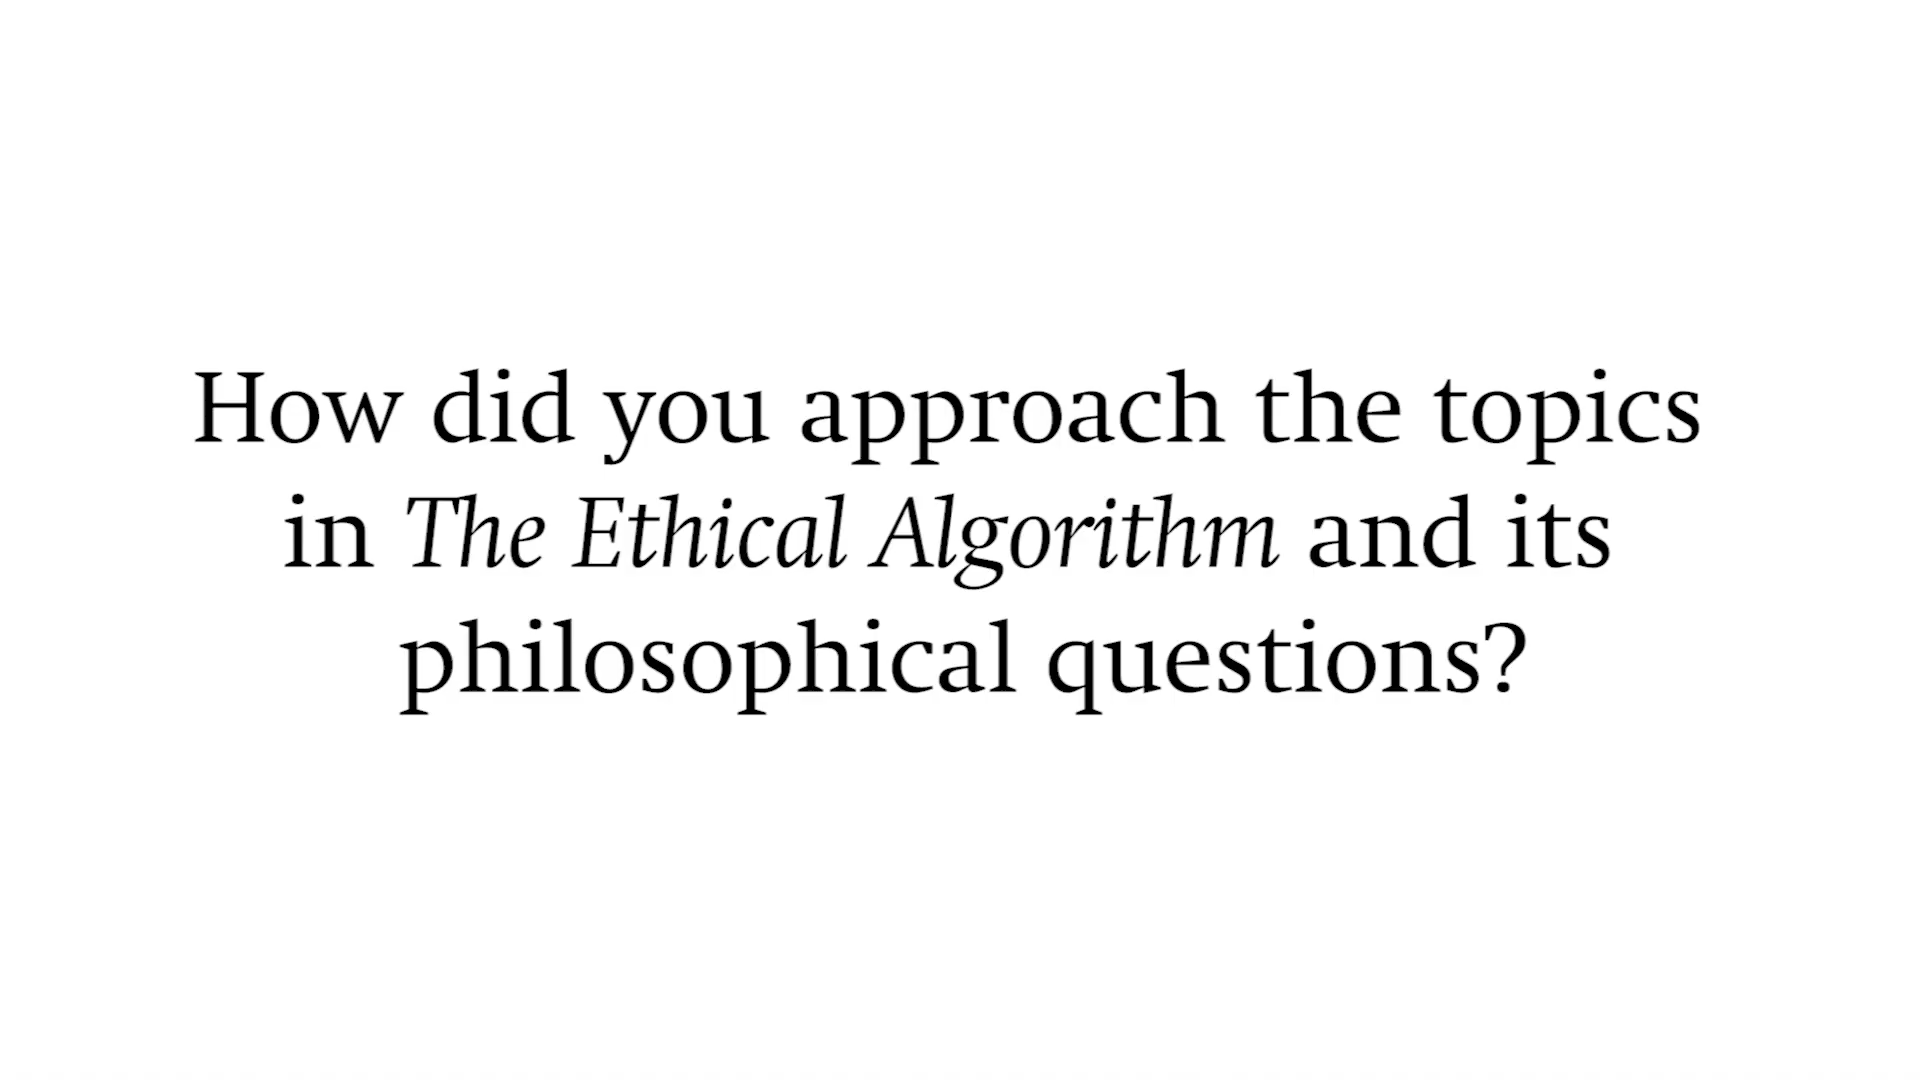 How did you approach the topics
in The Ethical Algorithm and its
philosophical questions?